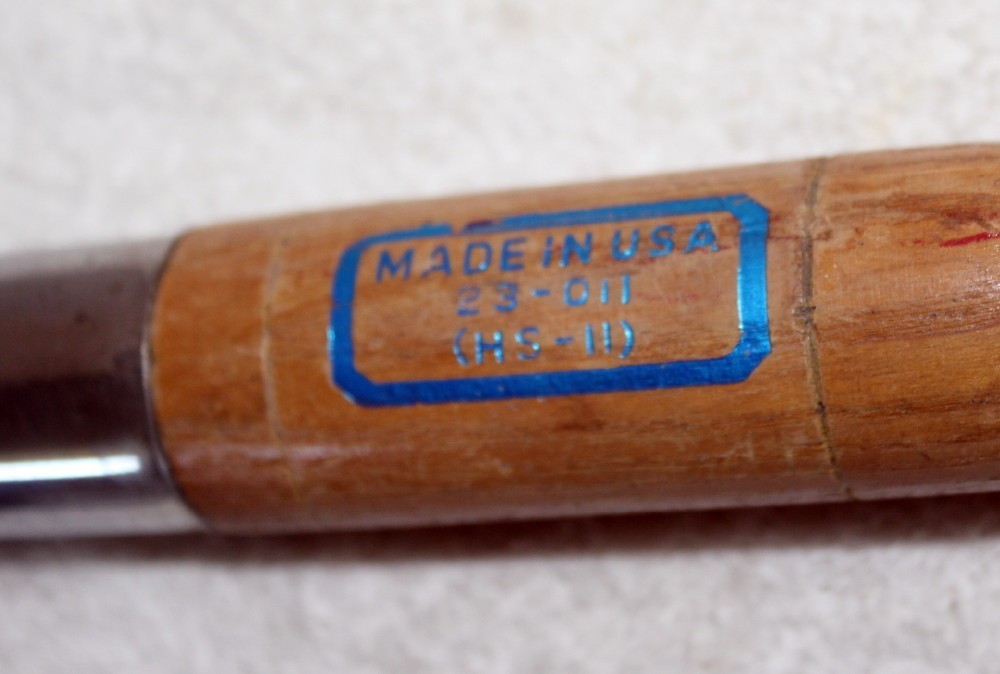 MADE IN USA
23-011
(HS-11)